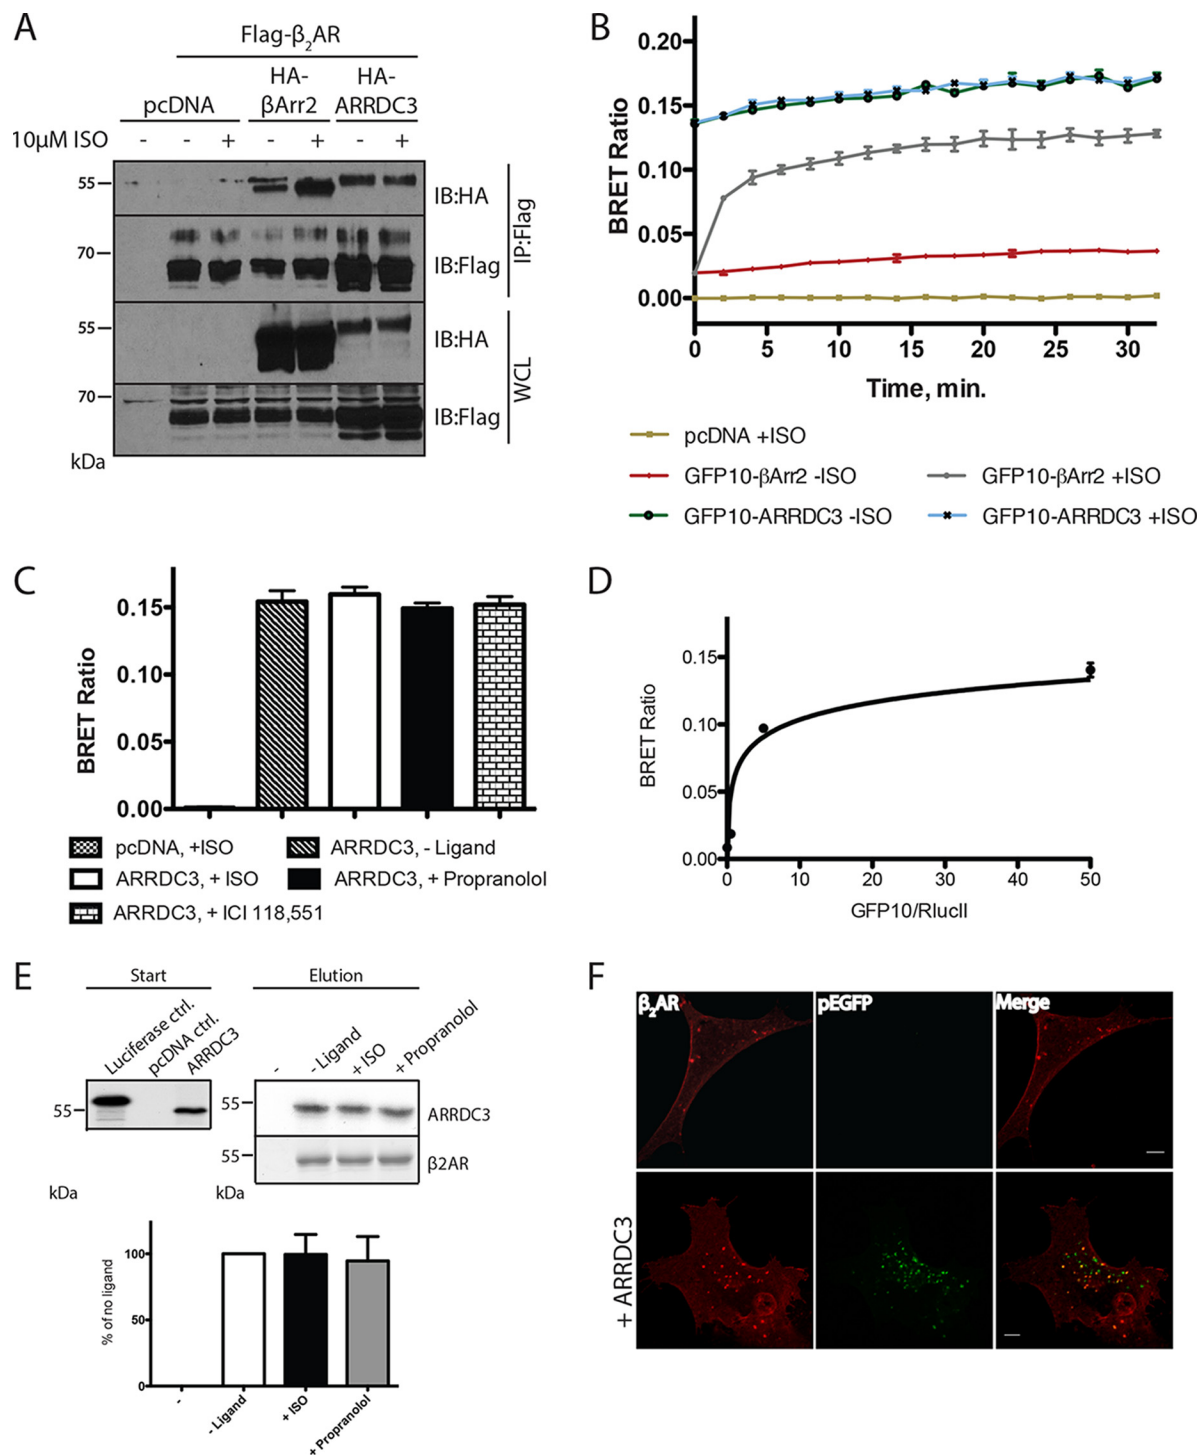 A
Flag-β2AR
HA-
βArr2
HA-
ARRDC3
pcDNA
10μM ISO - - + - + - +
55
IB:HA
70
IB:Flag
IP:Flag
55
IB:HA
70
IB:Flag
WCL
kDa
B
BRET Ratio
0.20
0.15
0.10
0.05
0.00
0 5 10 15 20 25 30
Time, min.
pcDNA +ISO
GFP10-βArr2 -ISO
GFP10-βArr2 +ISO
GFP10-ARRDC3 -ISO
GFP10-ARRDC3 +ISO
C
BRET Ratio
0.15
0.10
0.05
0.00
pcDNA, +ISO
ARRDC3, - Ligand
ARRDC3, + ISO
ARRDC3, + Propranolol
ARRDC3, + ICI 118,551
D
BRET Ratio
0.15
0.10
0.05
0.00
0 10 20 30 40 50
GFP10/RlucII
E
Start
Elution
Luciferase ctrl.
pcDNA ctrl.
ARRDC3
-
- Ligand
+ ISO
+ Propranolol
55
55
ARRDC3
55
β2AR
kDa
kDa
% of no ligand
100
50
0
-
- Ligand
+ ISO
+ Propranolol
F
β2AR
pEGFP
Merge
+ ARRDC3